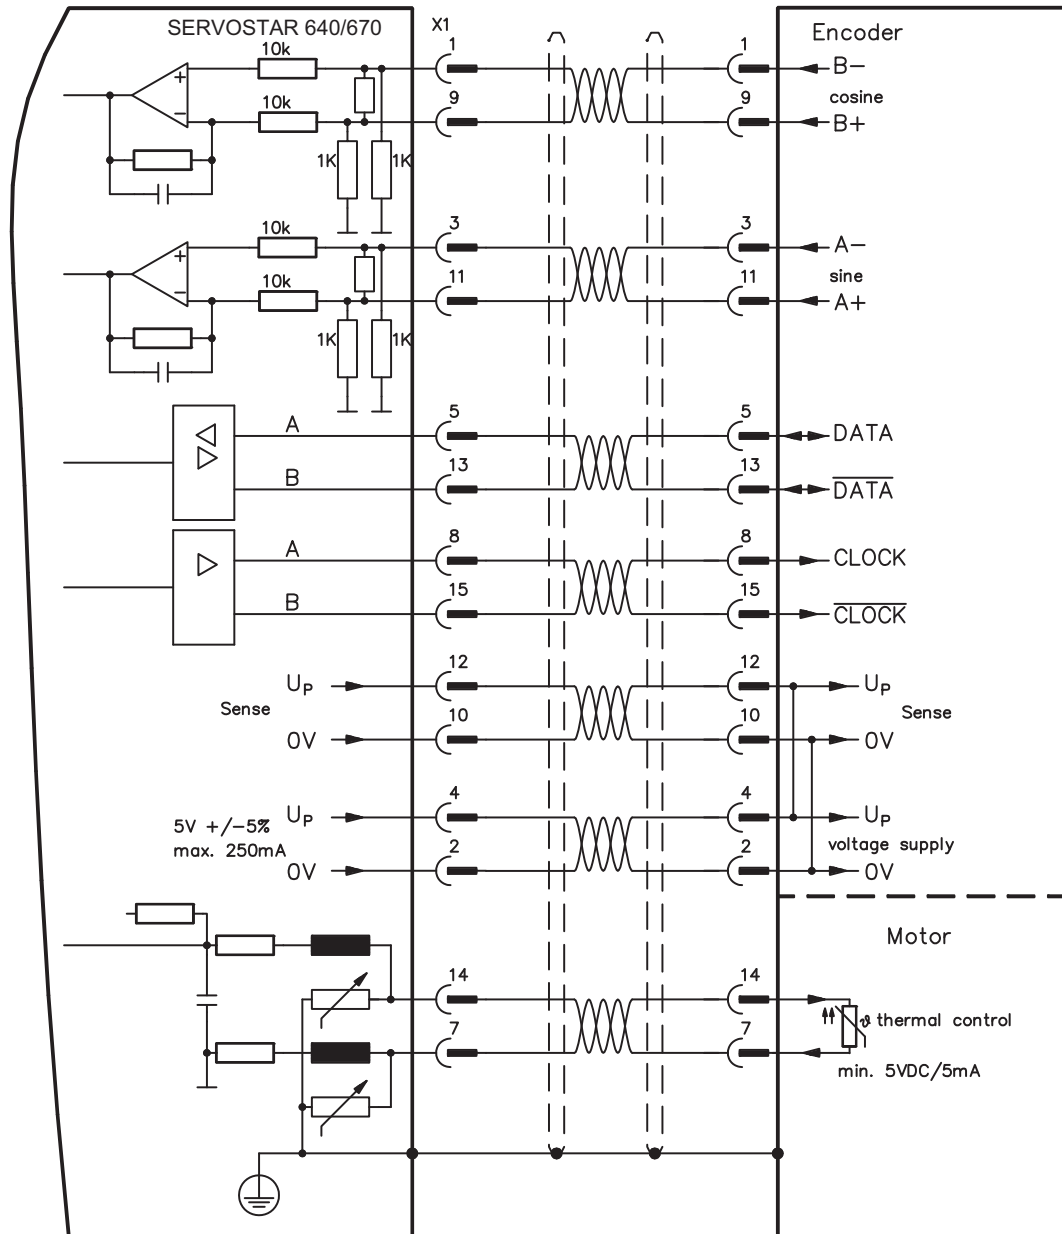 SERVOSTAR 640/670
X1
Encoder
10k
1
1
B−
+
cosine
10k
9
9
B+
−
1K
1K
10k
3
3
A−
+
sine
10k
11
11
A+
−
1K
1K
A
5
5
DATA
B
13
13
D̅A̅T̅A̅
A
8
8
CLOCK
B
15
15
C̅L̅O̅C̅K̅
UP
12
12
UP
Sense
Sense
0V
10
10
0V
5V +/−5%
UP
4
4
UP
max. 250mA
voltage supply
0V
2
2
0V
Motor
14
14
ϑ thermal control
7
7
min. 5VDC/5mA